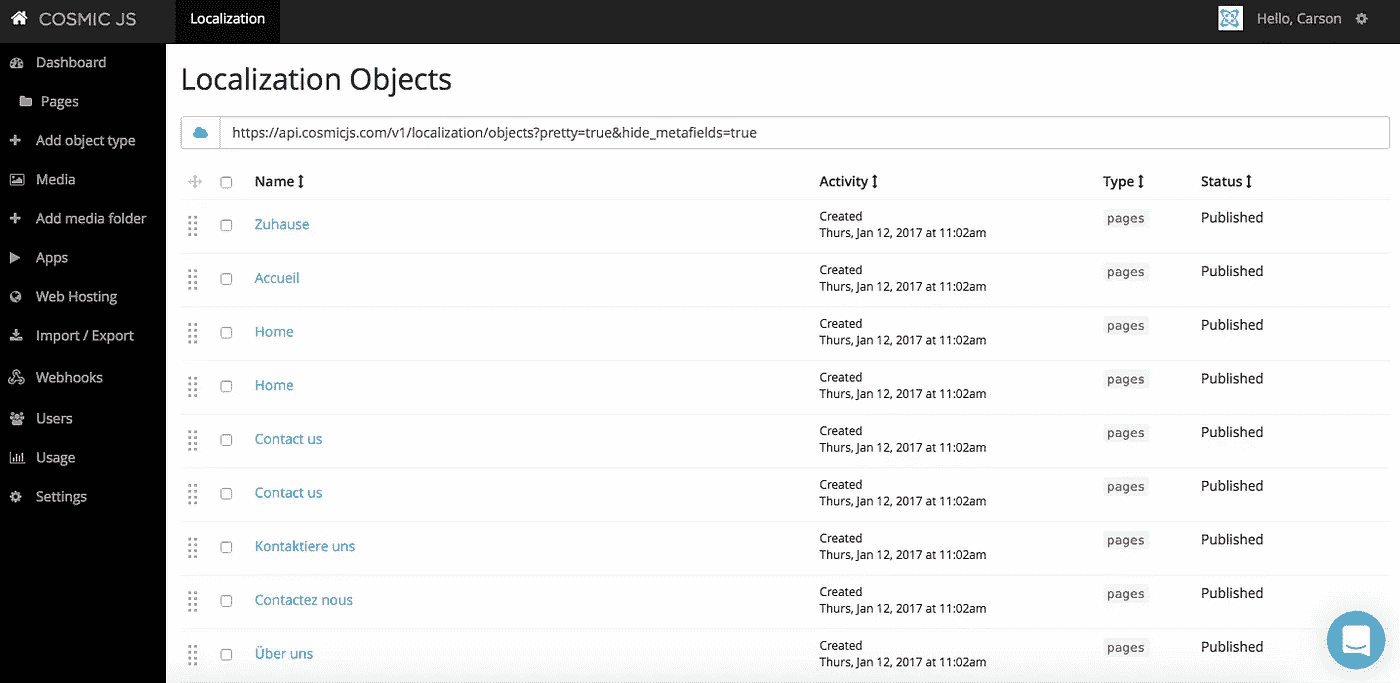 COSMIC JS
Localization
Hello, Carson
Dashboard
Pages
Add object type
Media
Add media folder
Apps
Web Hosting
Import / Export
Webhooks
Users
Usage
Settings
Localization Objects
https://api.cosmicjs.com/v1/localization/objects?pretty=true&hide_metafields=true
Name Activity Type Status
Zuhause Created pages Published
Thurs, Jan 12, 2017 at 11:02am
Accueil Created pages Published
Thurs, Jan 12, 2017 at 11:02am
Home Created pages Published
Thurs, Jan 12, 2017 at 11:02am
Home Created pages Published
Thurs, Jan 12, 2017 at 11:02am
Contact us Created pages Published
Thurs, Jan 12, 2017 at 11:02am
Contact us Created pages Published
Thurs, Jan 12, 2017 at 11:02am
Kontaktiere uns Created pages Published
Thurs, Jan 12, 2017 at 11:02am
Contactez nous Created pages Published
Thurs, Jan 12, 2017 at 11:02am
Über uns Created pages Published
Thurs, Jan 12, 2017 at 11:02am